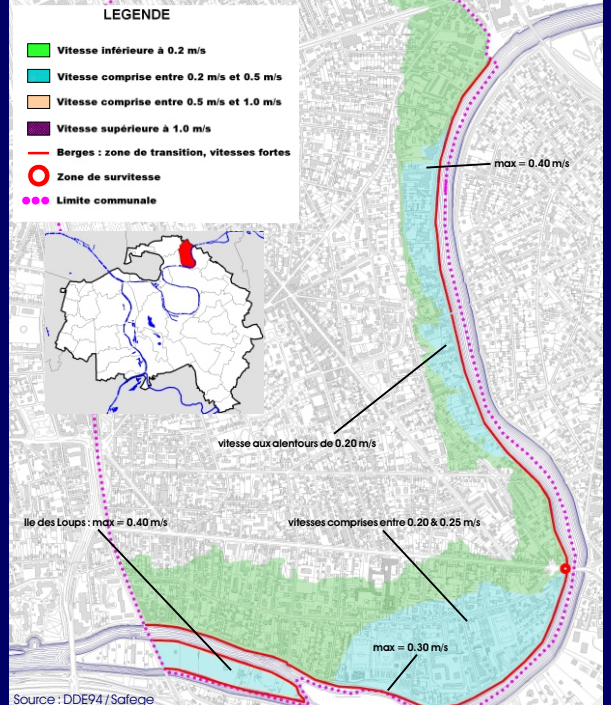 LEGENDE
Vitesse inférieure à 0.2 m/s
Vitesse comprise entre 0.2 m/s et 0.5 m/s
Vitesse comprise entre 0.5 m/s et 1.0 m/s
Vitesse supérieure à 1.0 m/s
Berges : zone de transition, vitesses fortes
Zone de survitesse
Limite communale
max = 0.40 m/s
vitesse aux alentours de 0.20 m/s
Ile des Loups : max = 0.40 m/s
vitesses comprises entre 0.20 & 0.25 m/s
max = 0.30 m/s
Source : DDE94 / Safege